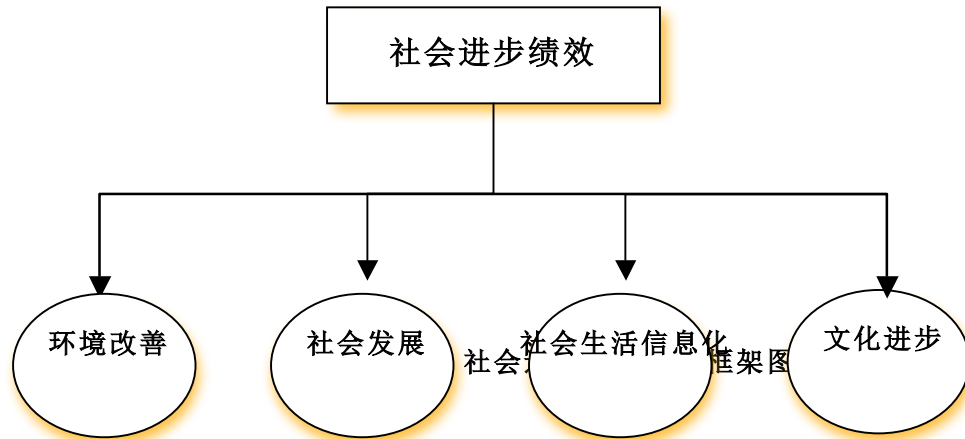 社会进步绩效
环境改善
社会发展
社会生活信息化
文化进步
社会
框架图